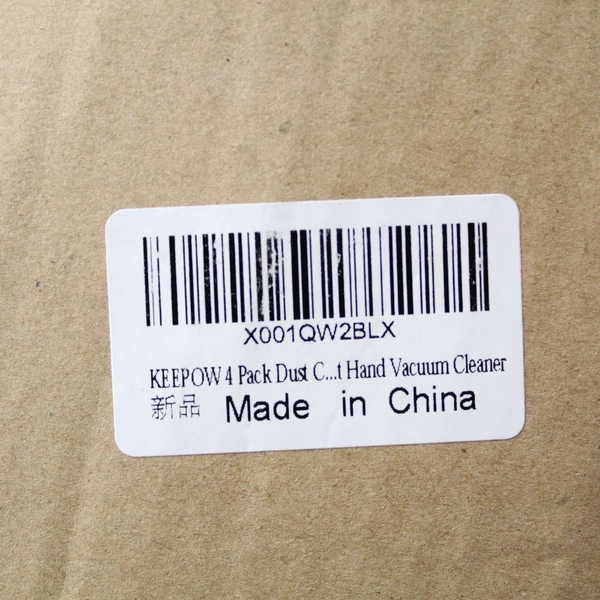 X001QW2BLX
KEEPOW 4 Pack Dust C...t Hand Vacuum Cleaner
新品 Made in China